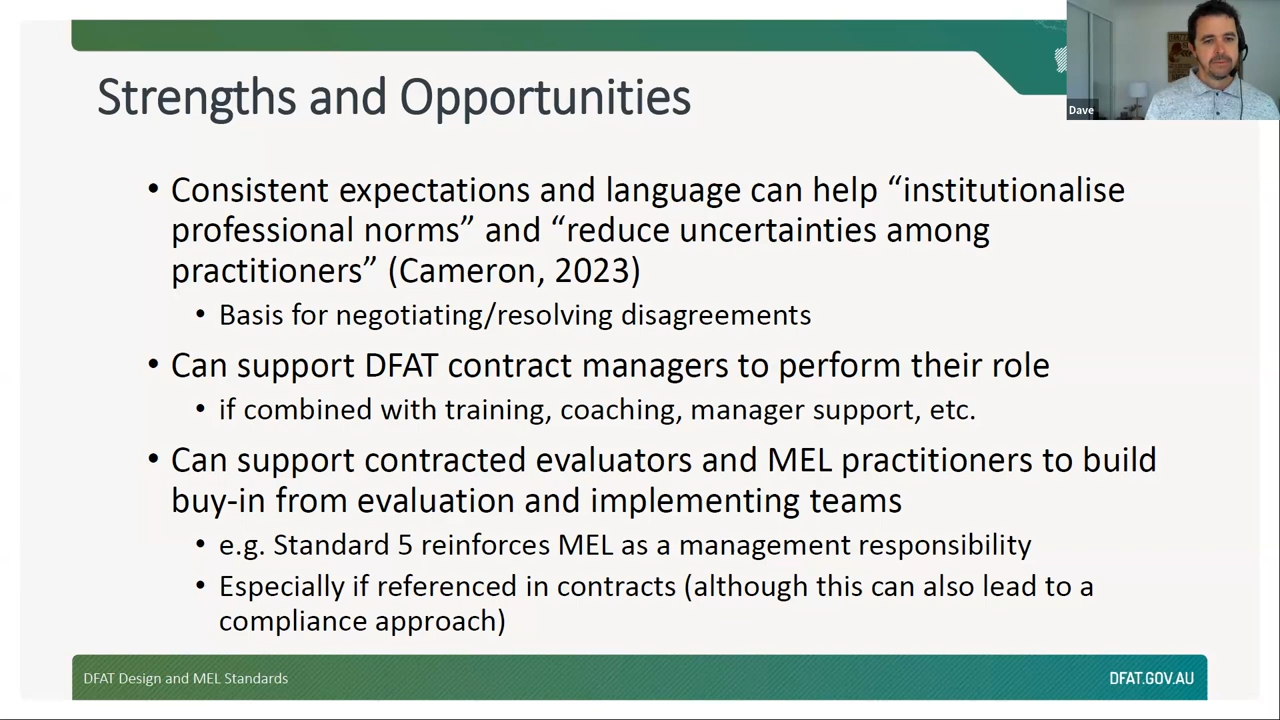 Strengths and Opportunities
Dave
• Consistent expectations and language can help “institutionalise
professional norms” and “reduce uncertainties among
practitioners” (Cameron, 2023)
• Basis for negotiating/resolving disagreements
• Can support DFAT contract managers to perform their role
• if combined with training, coaching, manager support, etc.
• Can support contracted evaluators and MEL practitioners to build
buy-in from evaluation and implementing teams
• e.g. Standard 5 reinforces MEL as a management responsibility
• Especially if referenced in contracts (although this can also lead to a
compliance approach)
DFAT Design and MEL Standards
DFAT.GOV.AU